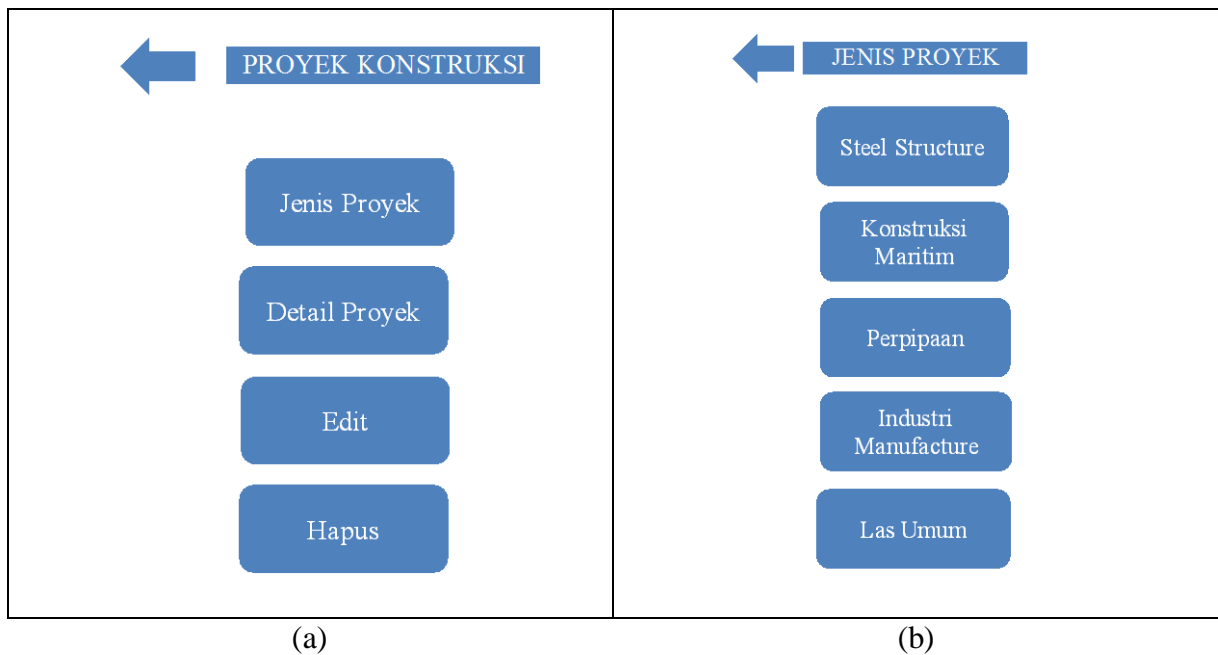 PROYEK KONSTRUKSI
Jenis Proyek
Detail Proyek
Edit
Hapus
(a)
JENIS PROYEK
Steel Structure
Konstruksi
Maritim
Perpipaan
Industri
Manufacture
Las Umum
(b)